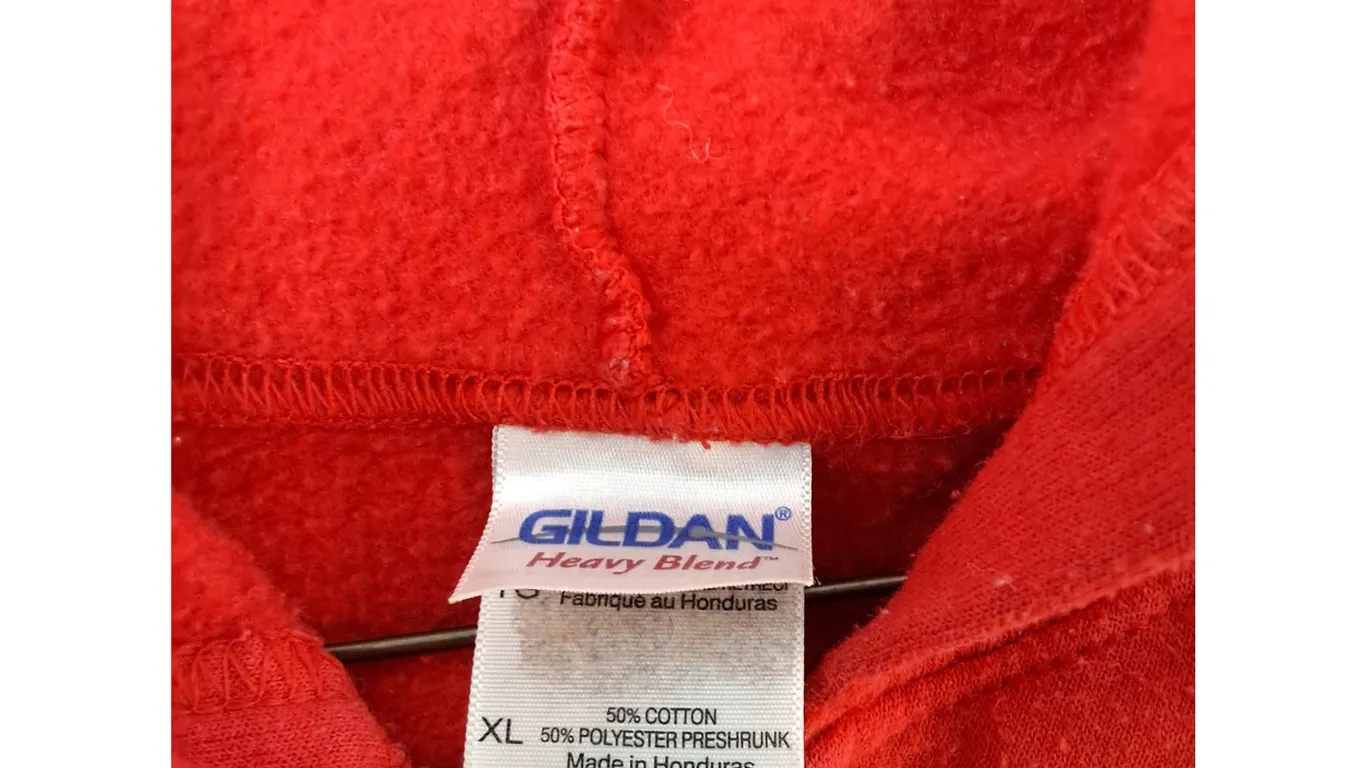 GILDAN®
Heavy Blend™
Fabriqué au Honduras
50% COTTON
XL 50% POLYESTER PRESHRUNK
Made in Honduras